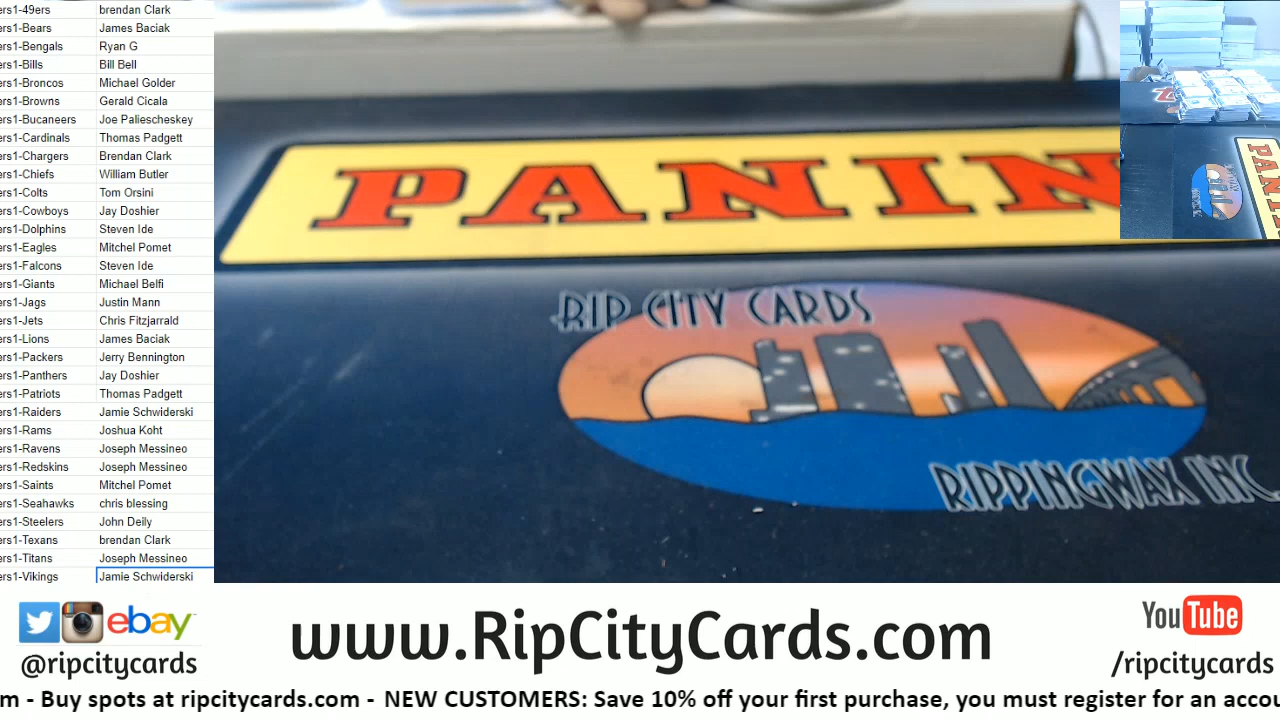 ers1-49ers brendan Clark
ers1-Bears James Baciak
ers1-Bengals Ryan G
ers1-Bills Bill Bell
ers1-Broncos Michael Golder
ers1-Browns Gerald Cicala
ers1-Bucaneers Joe Paliescheskey
ers1-Cardinals Thomas Padgett
ers1-Chargers Brendan Clark
ers1-Chiefs William Butler
ers1-Colts Tom Orsini
ers1-Cowboys Jay Doshier
ers1-Dolphins Steven Ide
ers1-Eagles Mitchel Pomet
ers1-Falcons Steven Ide
ers1-Giants Michael Belfi
ers1-Jags Justin Mann
ers1-Jets Chris Fitzjarrald
ers1-Lions James Baciak
ers1-Packers Jerry Bennington
ers1-Panthers Jay Doshier
ers1-Patriots Thomas Padgett
ers1-Raiders Jamie Schwiderski
ers1-Rams Joshua Koht
ers1-Ravens Joseph Messineo
ers1-Redskins Joseph Messineo
ers1-Saints Mitchel Pomet
ers1-Seahawks chris blessing
ers1-Steelers John Deily
ers1-Texans brendan Clark
ers1-Titans Joseph Messineo
ers1-Vikings Jamie Schwiderski
PANIN
RIP CITY CARDS
RIPPINGWAX INC
PANIN
ebay
@ripcitycards
www.RipCityCards.com
YouTube
/ripcitycards
m - Buy spots at ripcitycards.com - NEW CUSTOMERS: Save 10% off your first purchase, you must register for an accou